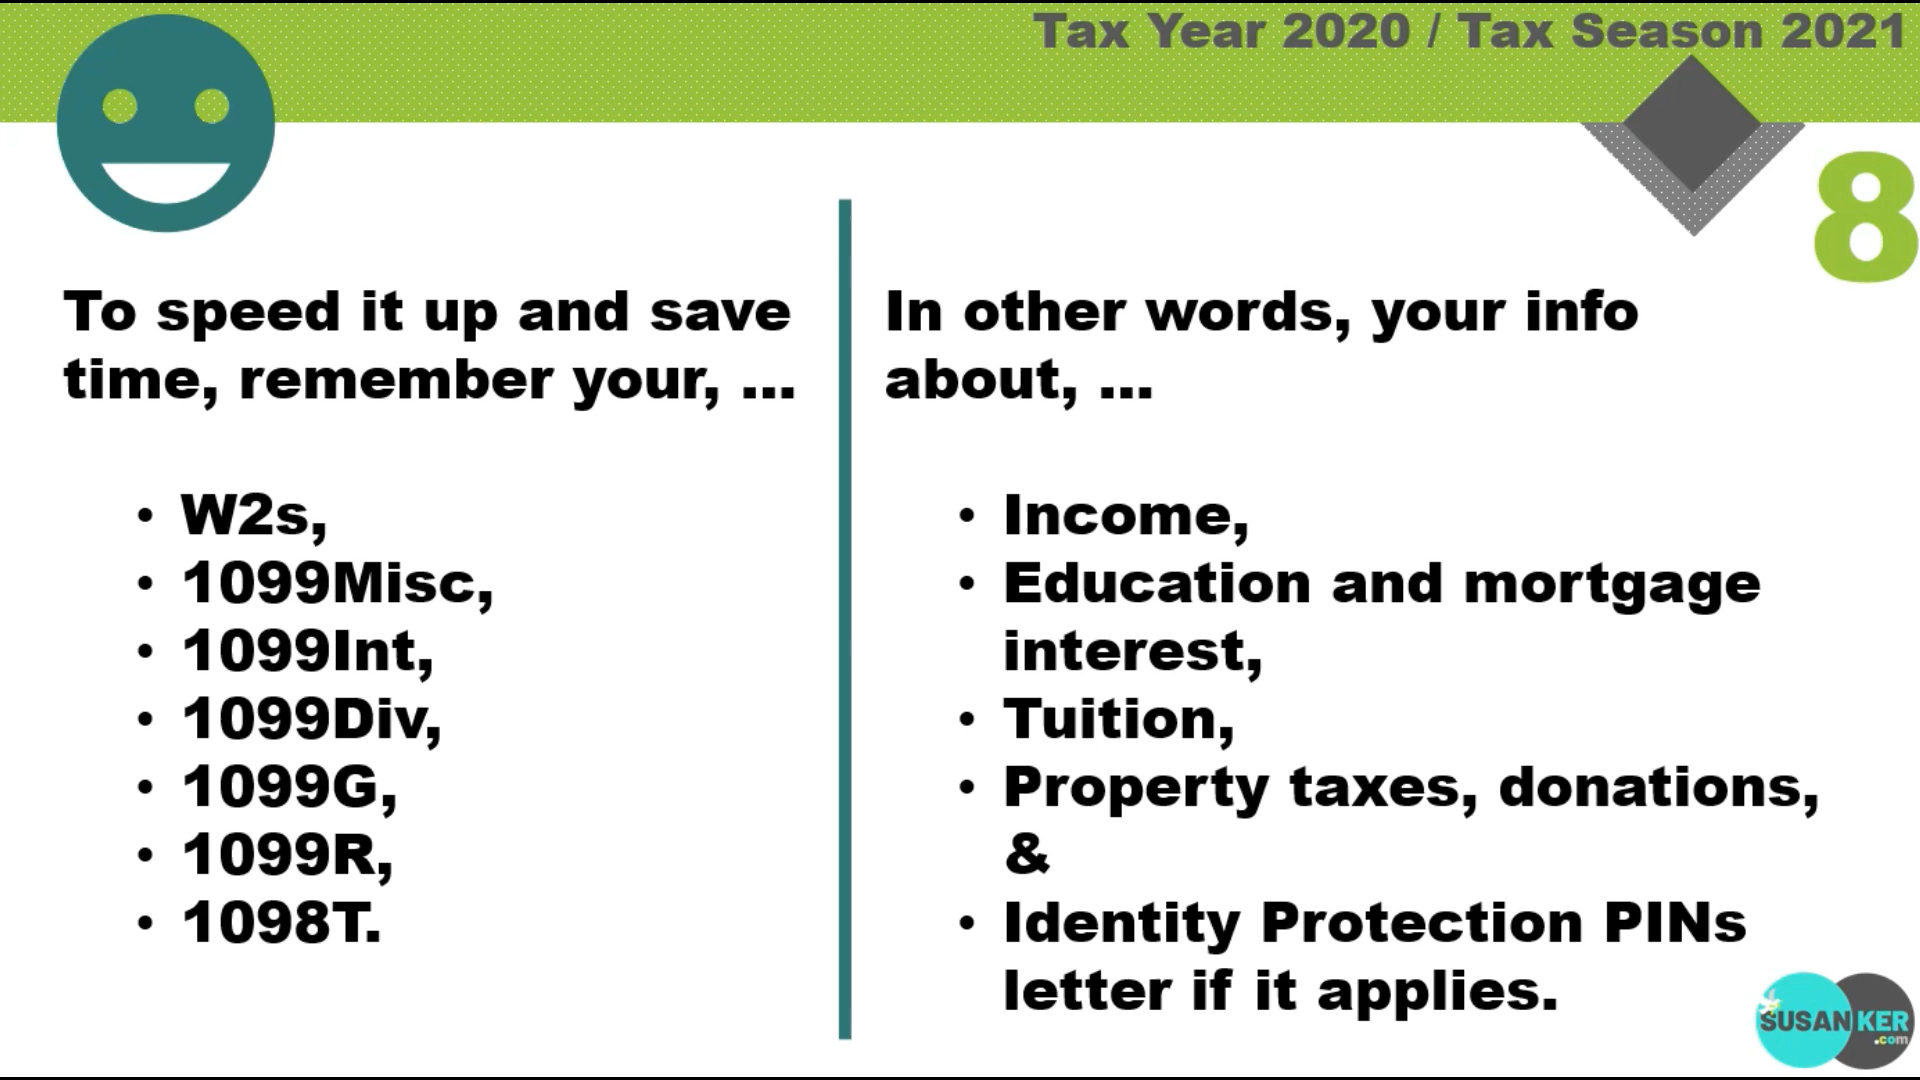 Tax Year 2020 / Tax Season 2021
8
To speed it up and save
time, remember your, ...
• W2s,
• 1099Misc,
• 1099Int,
• 1099Div,
• 1099G,
• 1099R,
• 1098T.
In other words, your info
about, ...
• Income,
• Education and mortgage
interest,
• Tuition,
• Property taxes, donations,
&
• Identity Protection PINs
letter if it applies.
SUSAN KER
.com